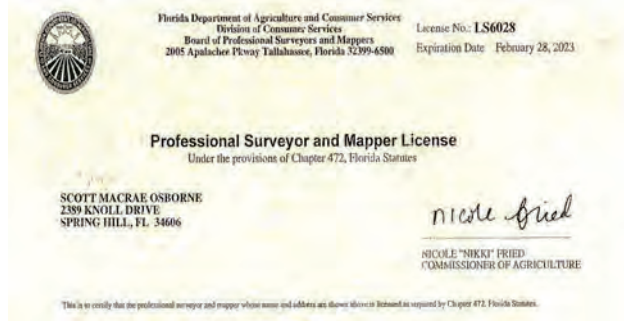 Florida Department of Agriculture and Consumer Services
Division of Consumer Services
Board of Professional Surveyors and Mappers
2005 Apalachee Pkway Tallahassee, Florida 32399-6500
License No.: LS6028
Expiration Date February 28, 2023
Professional Surveyor and Mapper License
Under the provisions of Chapter 472, Florida Statutes
SCOTT MACRAE OSBORNE
2389 KNOLL DRIVE
SPRING HILL, FL 34606
nicole fried
NICOLE "NIKKI" FRIED
COMMISSIONER OF AGRICULTURE
This is to certify that the professional surveyor and mapper whose name and address are shown above is licensed as required by Chapter 472, Florida Statutes.